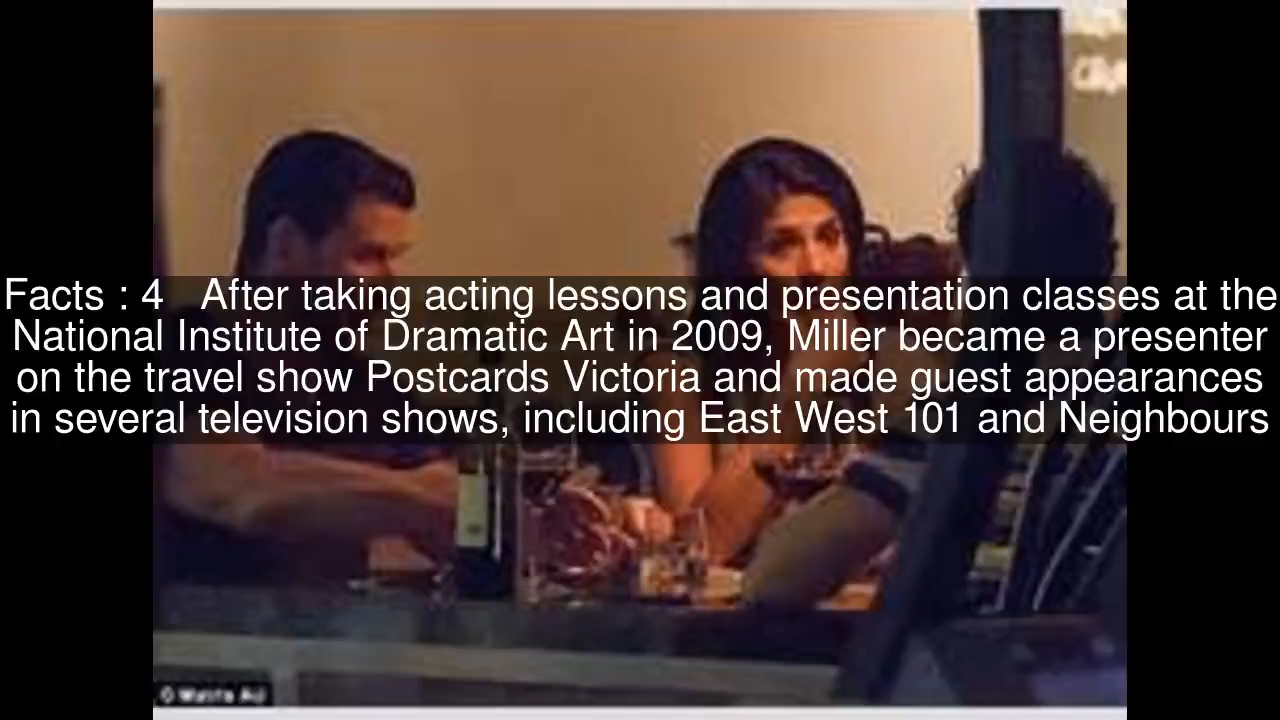 Facts : 4 After taking acting lessons and presentation classes at the
National Institute of Dramatic Art in 2009, Miller became a presenter
on the travel show Postcards Victoria and made guest appearances
in several television shows, including East West 101 and Neighbours